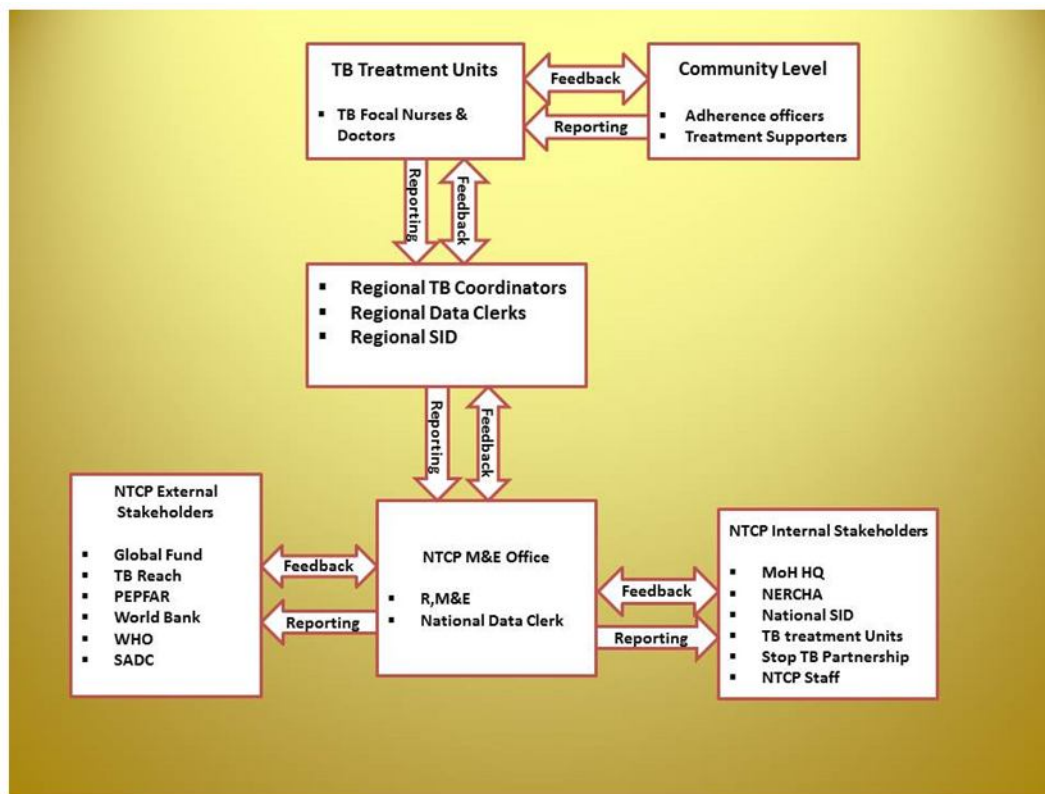 TB Treatment Units
▪ TB Focal Nurses &
Doctors
Feedback
Reporting
Community Level
▪ Adherence officers
▪ Treatment Supporters
Reporting
Feedback
▪ Regional TB Coordinators
▪ Regional Data Clerks
▪ Regional SID
Reporting
Feedback
NTCP External
Stakeholders
▪ Global Fund
▪ TB Reach
▪ PEPFAR
▪ World Bank
▪ WHO
▪ SADC
Feedback
Reporting
NTCP M&E Office
▪ R,M&E
▪ National Data Clerk
Feedback
Reporting
NTCP Internal Stakeholders
▪ MoH HQ
▪ NERCHA
▪ National SID
▪ TB treatment Units
▪ Stop TB Partnership
▪ NTCP Staff